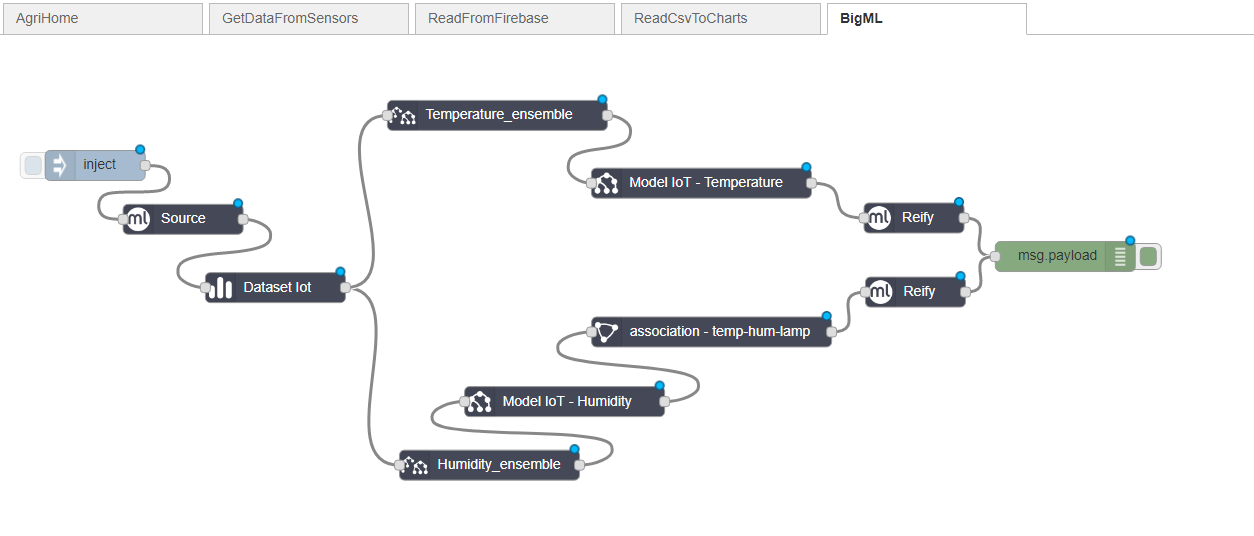 AgriHome
GetDataFromSensors
ReadFromFirebase
ReadCsvToCharts
BigML
Temperature_ensemble
inject
Model IoT - Temperature
ml Source
ml Reify
msg.payload
Dataset Iot
ml Reify
association - temp-hum-lamp
Model IoT - Humidity
Humidity_ensemble